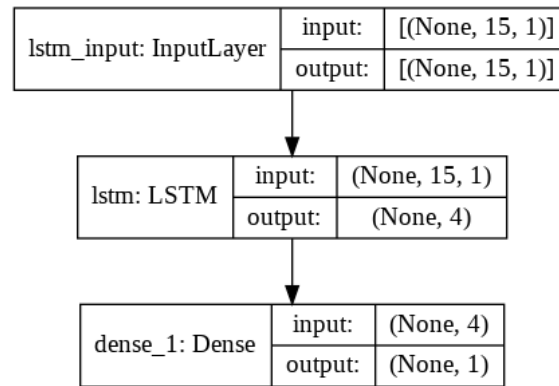 lstm_input: InputLayer
input: [(None, 15, 1)]
output: [(None, 15, 1)]
lstm: LSTM
input: (None, 15, 1)
output: (None, 4)
dense_1: Dense
input: (None, 4)
output: (None, 1)